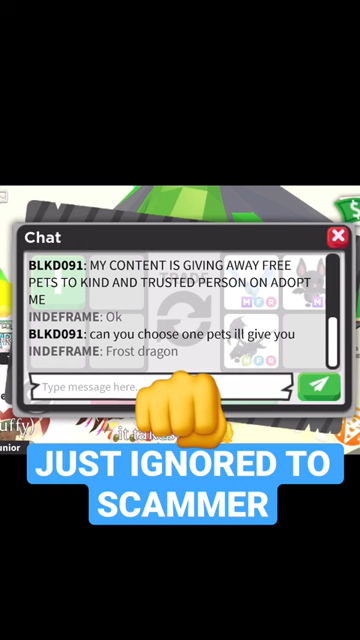 Chat
BLKD091: MY CONTENT IS GIVING AWAY FREE
PETS TO KIND AND TRUSTED PERSON ON ADOPT
ME
INDEFRAME: Ok
BLKD091: can you choose one pets ill give you
INDEFRAME: Frost dragon
Type message here.
uffy)
unior
JUST IGNORED TO
SCAMMER